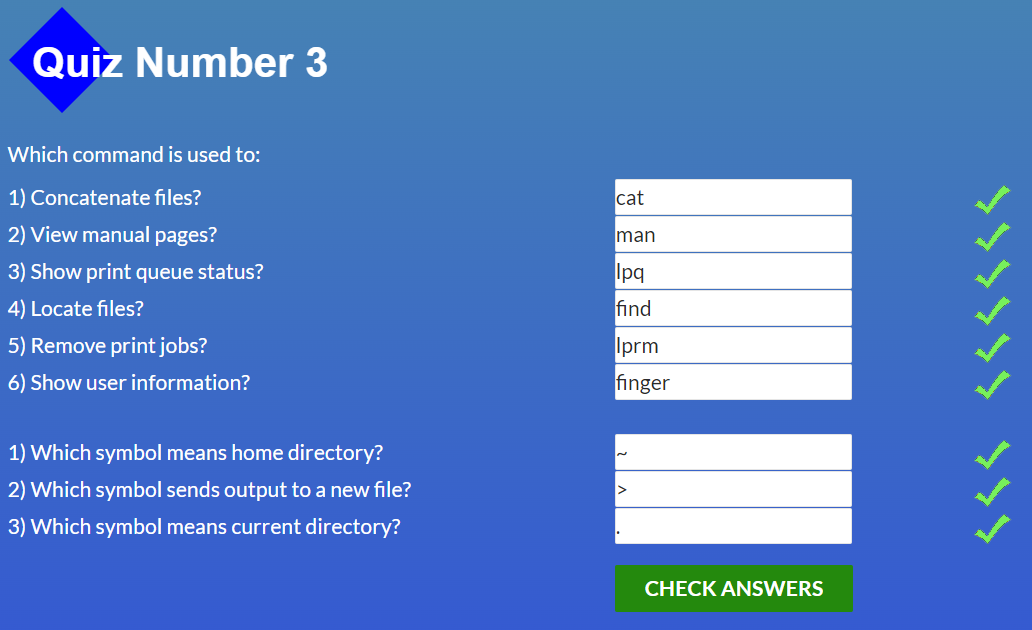 Quiz Number 3
Which command is used to:
1) Concatenate files? cat
2) View manual pages? man
3) Show print queue status? lpq
4) Locate files? find
5) Remove print jobs? lprm
6) Show user information? finger
1) Which symbol means home directory? ~
2) Which symbol sends output to a new file? >
3) Which symbol means current directory? .
CHECK ANSWERS